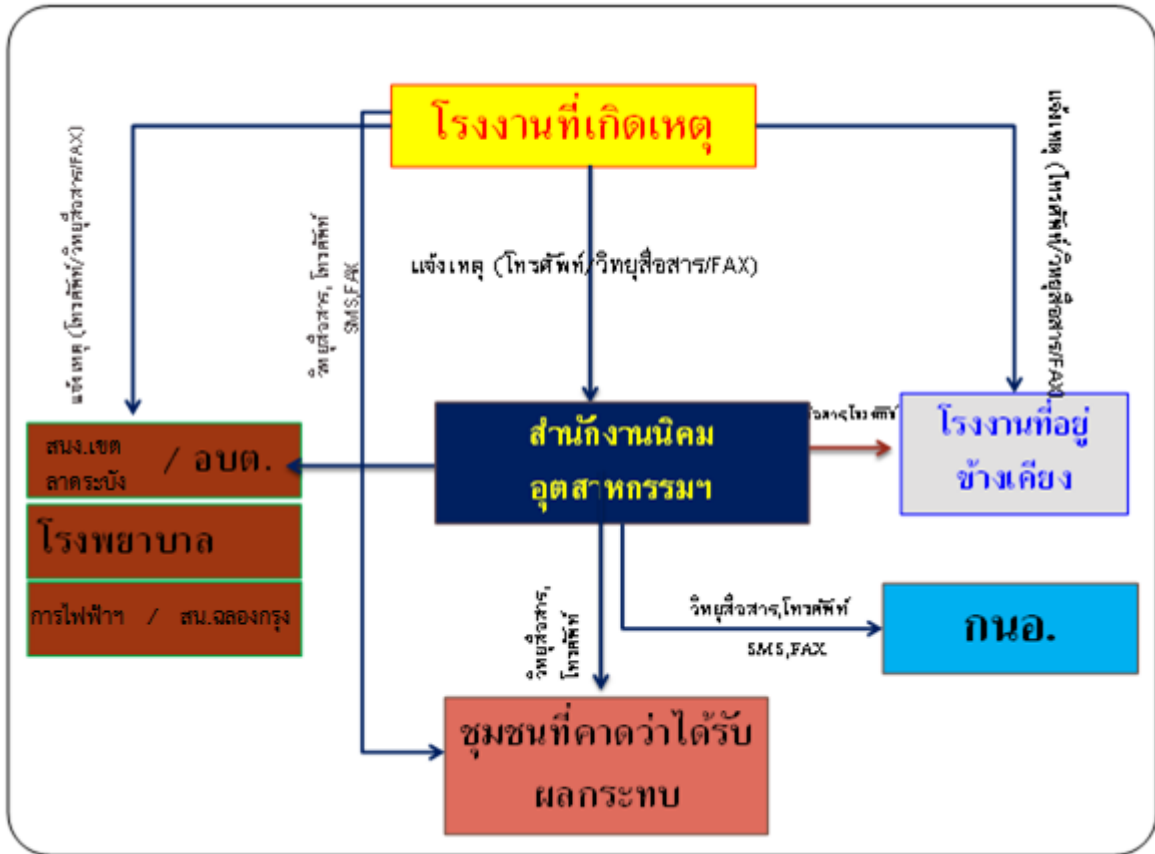 โรงงานที่เกิดเหตุ
แจ้งเหตุ (โทรศัพท์/วิทยุสื่อสาร/FAX)
วิทยุสื่อสาร, โทรศัพท์
SMS,FAX
แจ้งเหตุ (โทรศัพท์/วิทยุสื่อสาร/FAX)
แจ้งเหตุ (โทรศัพท์/วิทยุสื่อสาร/FAX)
สนง.เขต
ลาดระบัง / อบต.
โรงพยาบาล
การไฟฟ้าฯ / สน.ฉลองกรุง
สำนักงานนิคม
อุตสาหกรรมฯ
โรงงานที่อยู่
ข้างเคียง
วิทยุสื่อสาร,
โทรศัพท์
วิทยุสื่อสาร,โทรศัพท์
SMS,FAX
กนอ.
ชุมชนที่คาดว่าได้รับ
ผลกระทบ